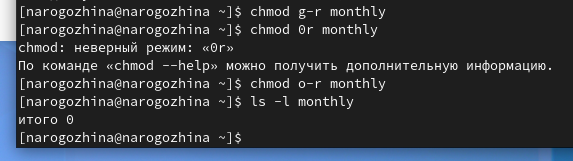 [narogozhina@narogozhina ~]$ chmod g-r monthly
[narogozhina@narogozhina ~]$ chmod 0r monthly
chmod: неверный режим: «0r»
По команде «chmod --help» можно получить дополнительную информацию.
[narogozhina@narogozhina ~]$ chmod o-r monthly
[narogozhina@narogozhina ~]$ ls -l monthly
итого 0
[narogozhina@narogozhina ~]$